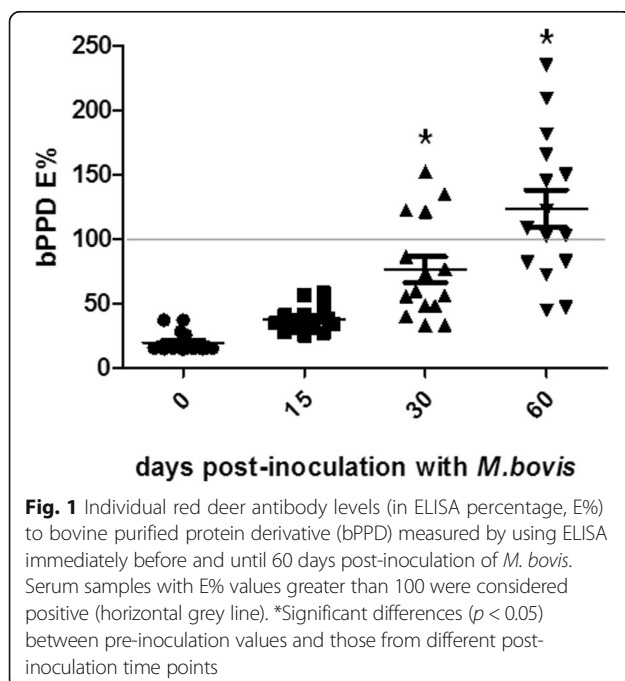 250
200
150
100
50
0
bPPD E%
*
*
0
15
30
60
days post-inoculation with M.bovis
Fig. 1 Individual red deer antibody levels (in ELISA percentage, E%)
to bovine purified protein derivative (bPPD) measured by using ELISA
immediately before and until 60 days post-inoculation of M. bovis.
Serum samples with E% values greater than 100 were considered
positive (horizontal grey line). *Significant differences (p < 0.05)
between pre-inoculation values and those from different post-
inoculation time points